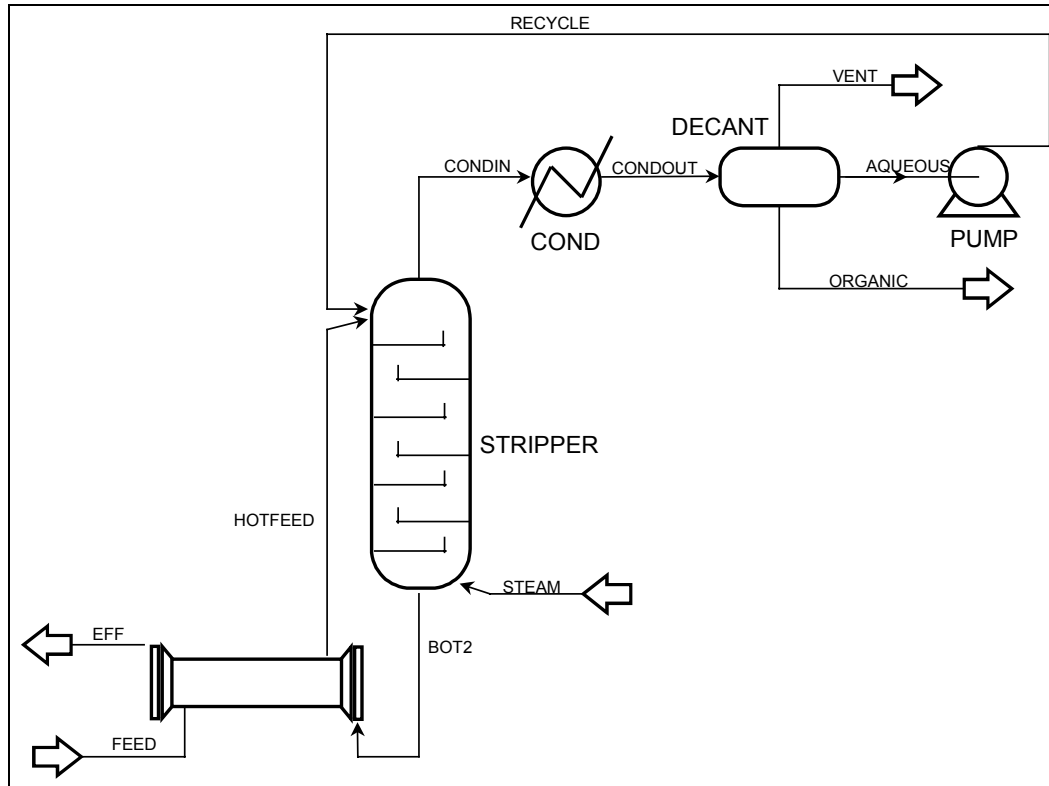 RECYCLE
VENT
DECANT
CONDIN
CONDOUT
AQUEOUS
COND
PUMP
ORGANIC
STRIPPER
HOTFEED
STEAM
EFF
BOT2
FEED